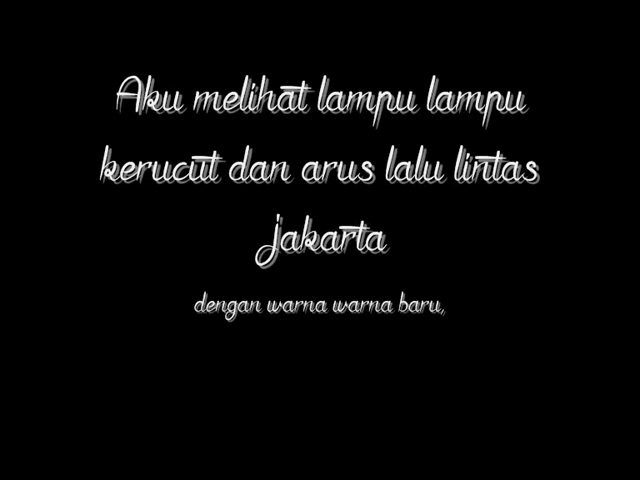 Aku melihat lampu lampu
kerucut dan arus lalu lintas
jakarta
dengan warna warna baru,